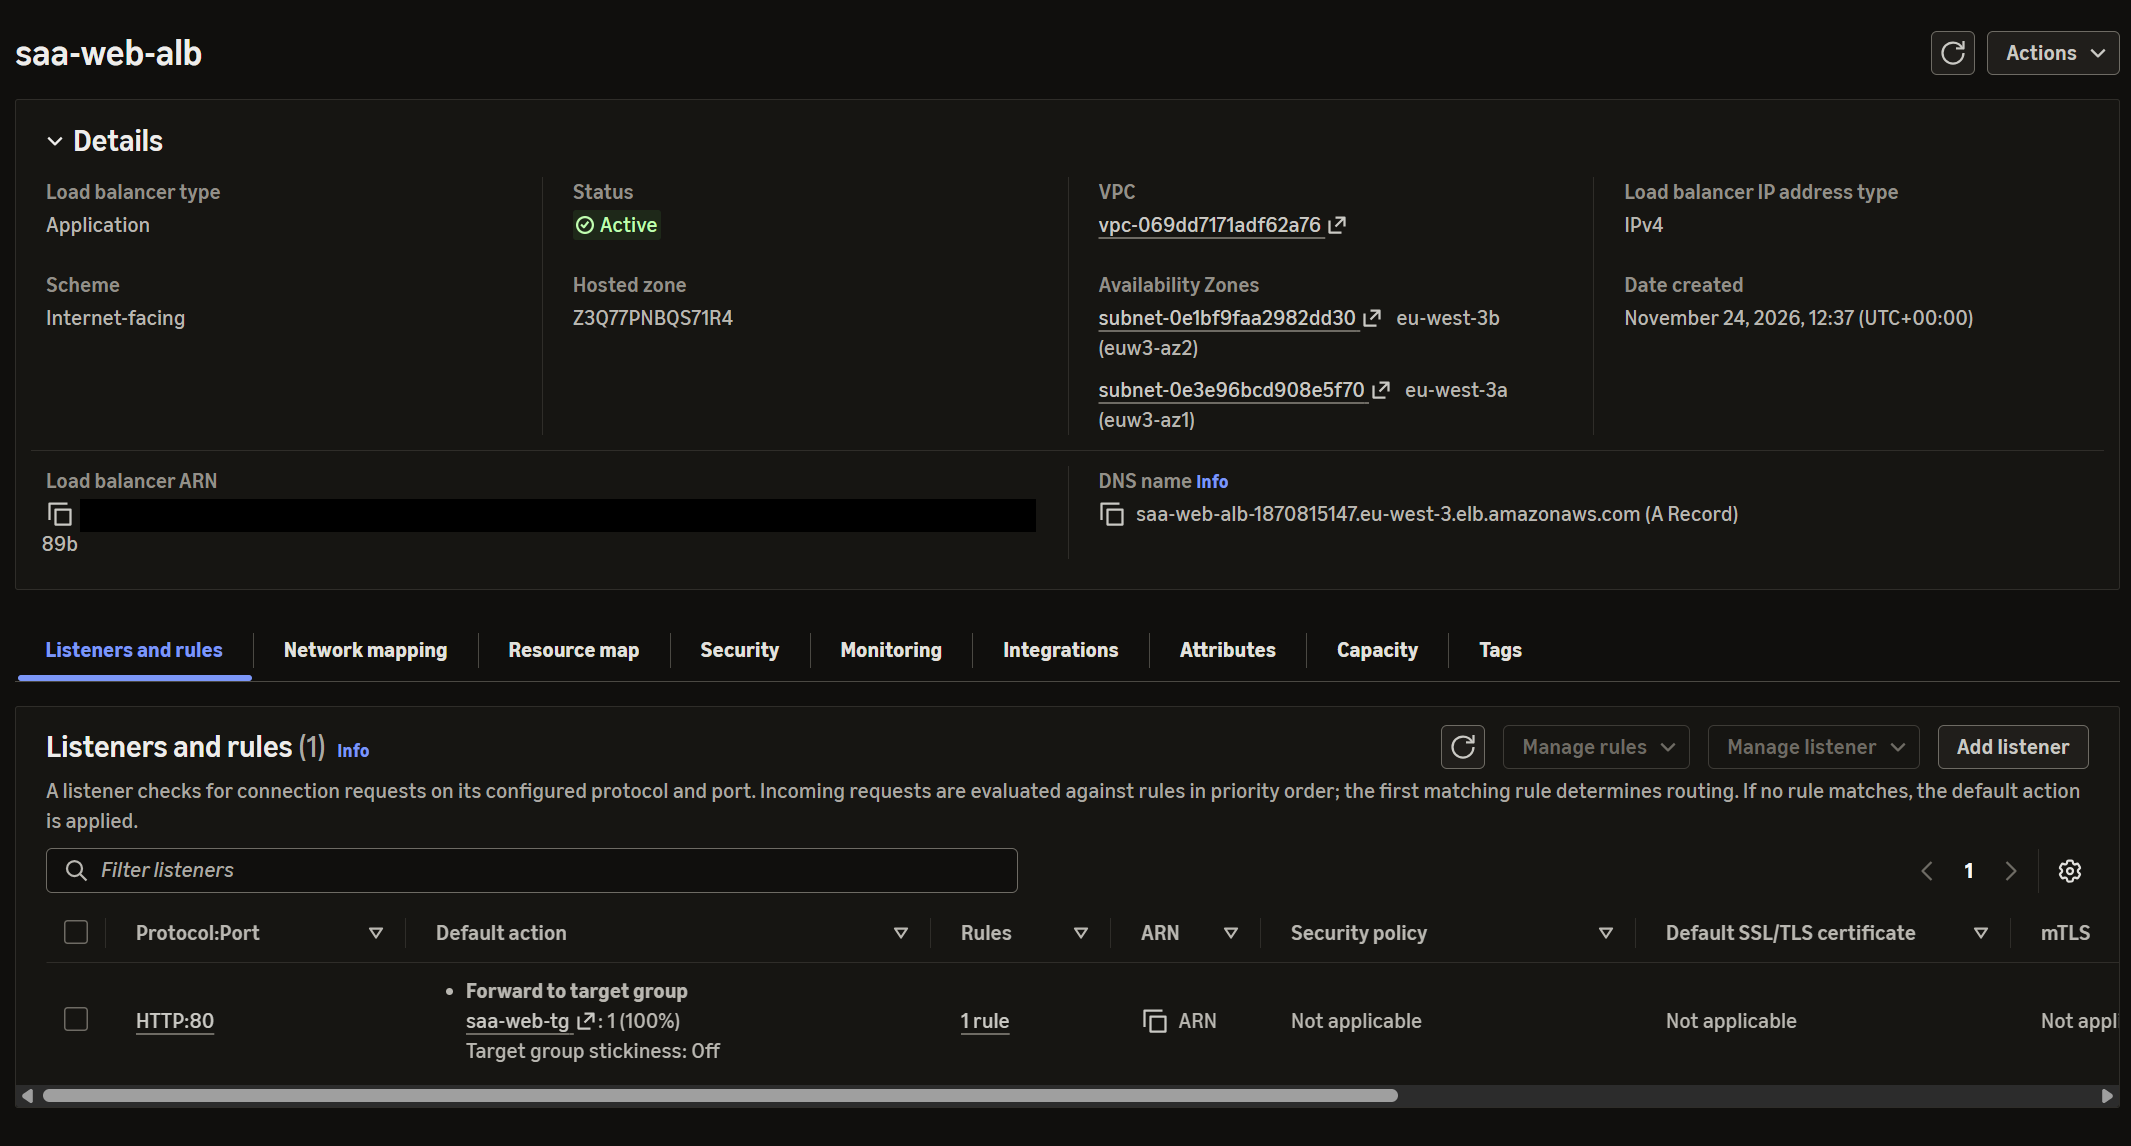 saa-web-alb
Actions
Details
Load balancer type
Application
Status
Active
VPC
vpc-069dd7171adf62a76
Load balancer IP address type
IPv4
Scheme
Internet-facing
Hosted zone
Z3Q77PNBQS71R4
Availability Zones
subnet-0e1bf9faa2982dd30 eu-west-3b
(euw3-az2)
subnet-0e3e96bcd908e5f70 eu-west-3a
(euw3-az1)
Date created
November 24, 2026, 12:37 (UTC+00:00)
Load balancer ARN
89b
DNS name Info
saa-web-alb-1870815147.eu-west-3.elb.amazonaws.com (A Record)
Listeners and rules Network mapping Resource map Security Monitoring Integrations Attributes Capacity Tags
Listeners and rules (1) Info
Manage rules Manage listener Add listener
A listener checks for connection requests on its configured protocol and port. Incoming requests are evaluated against rules in priority order; the first matching rule determines routing. If no rule matches, the default action
is applied.
Filter listeners
1
Protocol:Port Default action Rules ARN Security policy Default SSL/TLS certificate mTLS
HTTP:80
• Forward to target group
saa-web-tg : 1 (100%)
Target group stickiness: Off
1 rule
ARN
Not applicable
Not applicable
Not appl